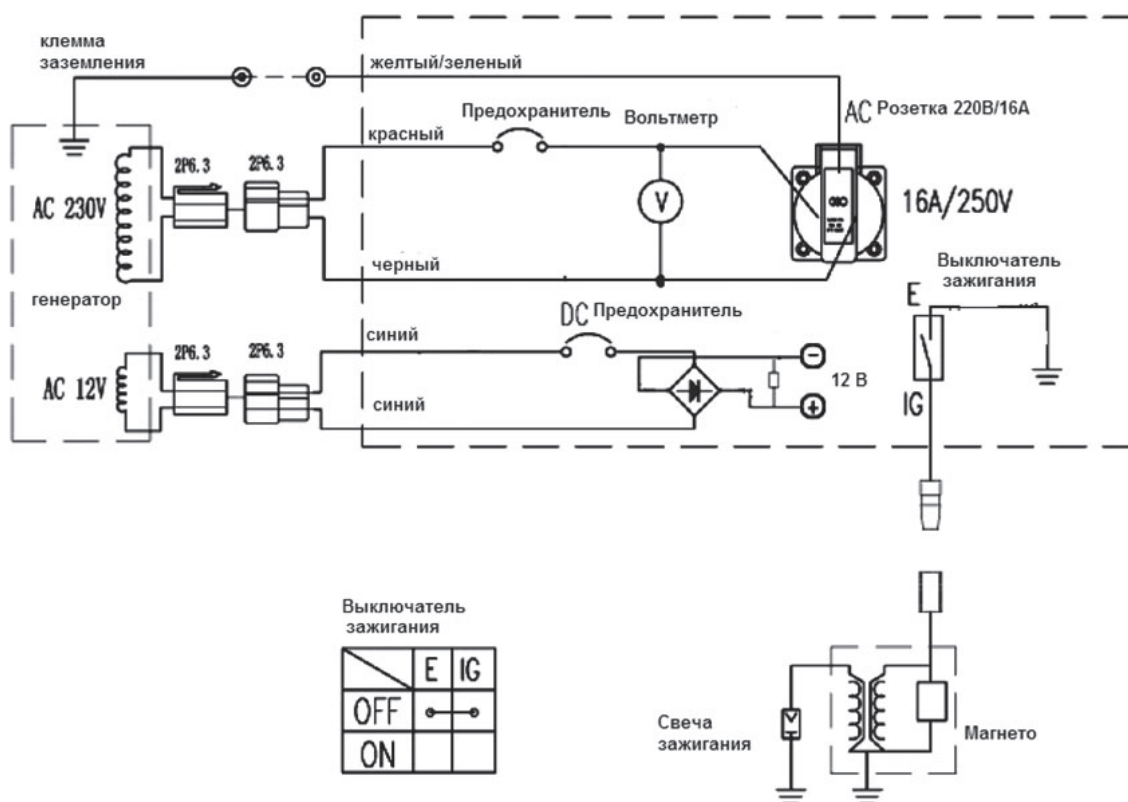 клемма
заземления
желтый/зеленый
AC Розетка 220В/16А
Предохранитель
Вольтметр
красный
2P6.3
2P6.3
AC 230V
V
16A/250V
черный
генератор
Выключатель
зажигания
E
DC Предохранитель
синий
2P6.3
2P6.3
AC 12V
12 В
синий
IG
Выключатель
зажигания
E IG
OFF
ON
Свеча
зажигания
Магнето